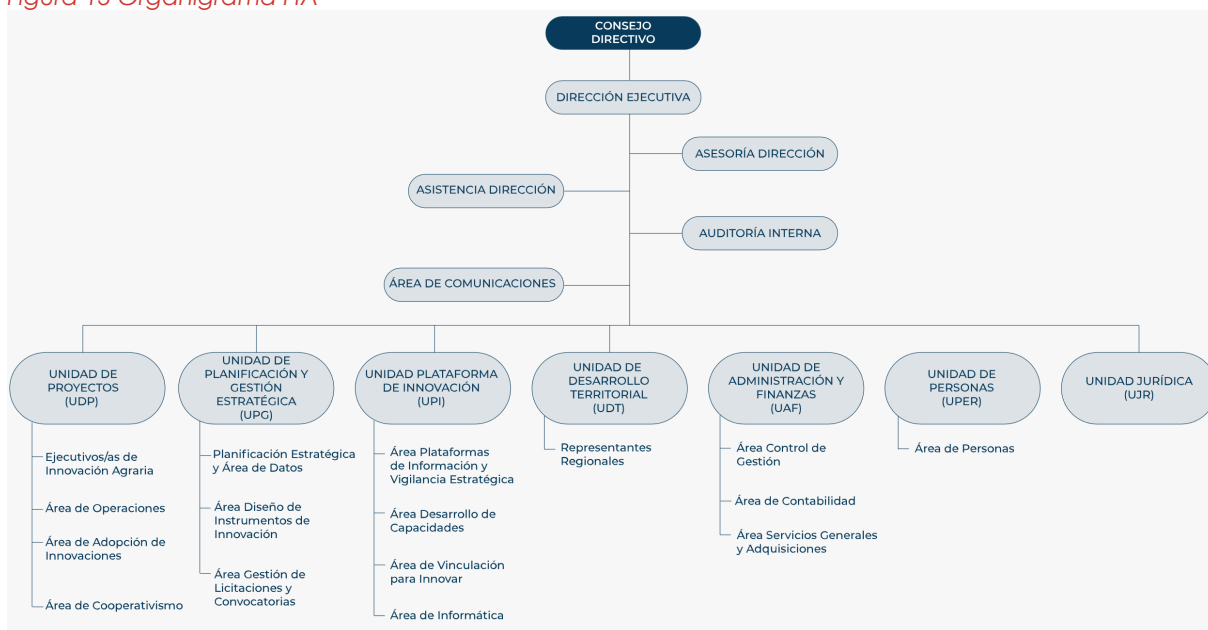 Figura 10 Organigrama FIA
CONSEJO
DIRECTIVO
DIRECCIÓN EJECUTIVA
ASESORÍA DIRECCIÓN
ASISTENCIA DIRECCIÓN
AUDITORÍA INTERNA
ÁREA DE COMUNICACIONES
UNIDAD DE
PROYECTOS
(UDP)
Ejecutivos/as de
Innovación Agraria
Área de Operaciones
Área de Adopción de
Innovaciones
Área de Cooperativismo
UNIDAD DE
PLANIFICACIÓN Y
GESTIÓN
ESTRATÉGICA
(UPG)
Planificación Estratégica
y Área de Datos
Área Diseño de
Instrumentos de
Innovación
Área Gestión de
Licitaciones y
Convocatorias
UNIDAD PLATAFORMA
DE INNOVACIÓN
(UPI)
Área Plataformas
de Información y
Vigilancia Estratégica
Área Desarrollo de
Capacidades
Área de Vinculación
para Innovar
Área de Informática
UNIDAD DE
DESARROLLO
TERRITORIAL
(UDT)
Representantes
Regionales
UNIDAD DE
ADMINISTRACIÓN Y
FINANZAS
(UAF)
Área Control de
Gestión
Área de Contabilidad
Área Servicios Generales
y Adquisiciones
UNIDAD DE
PERSONAS
(UPER)
Área de Personas
UNIDAD JURÍDICA
(UJR)